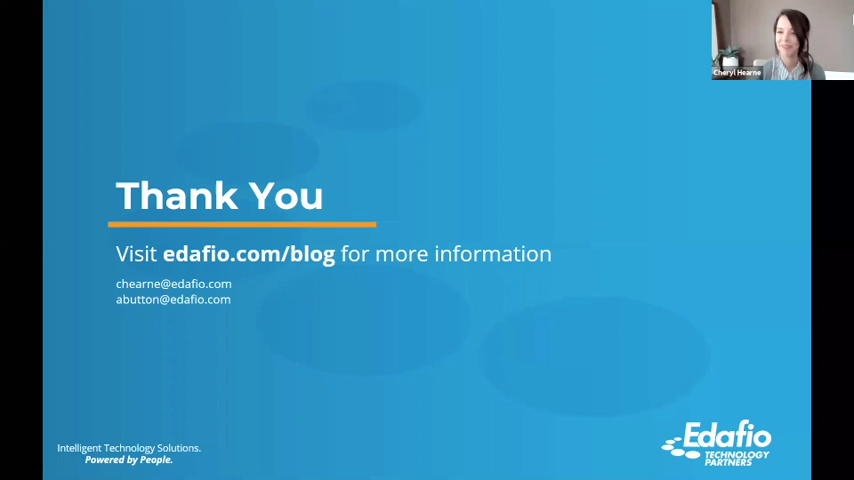 Cheryl Hearne
Thank You
Visit edafio.com/blog for more information
chearne@edafio.com
abutton@edafio.com
Intelligent Technology Solutions.
Powered by People.
Edafio
TECHNOLOGY
PARTNERS